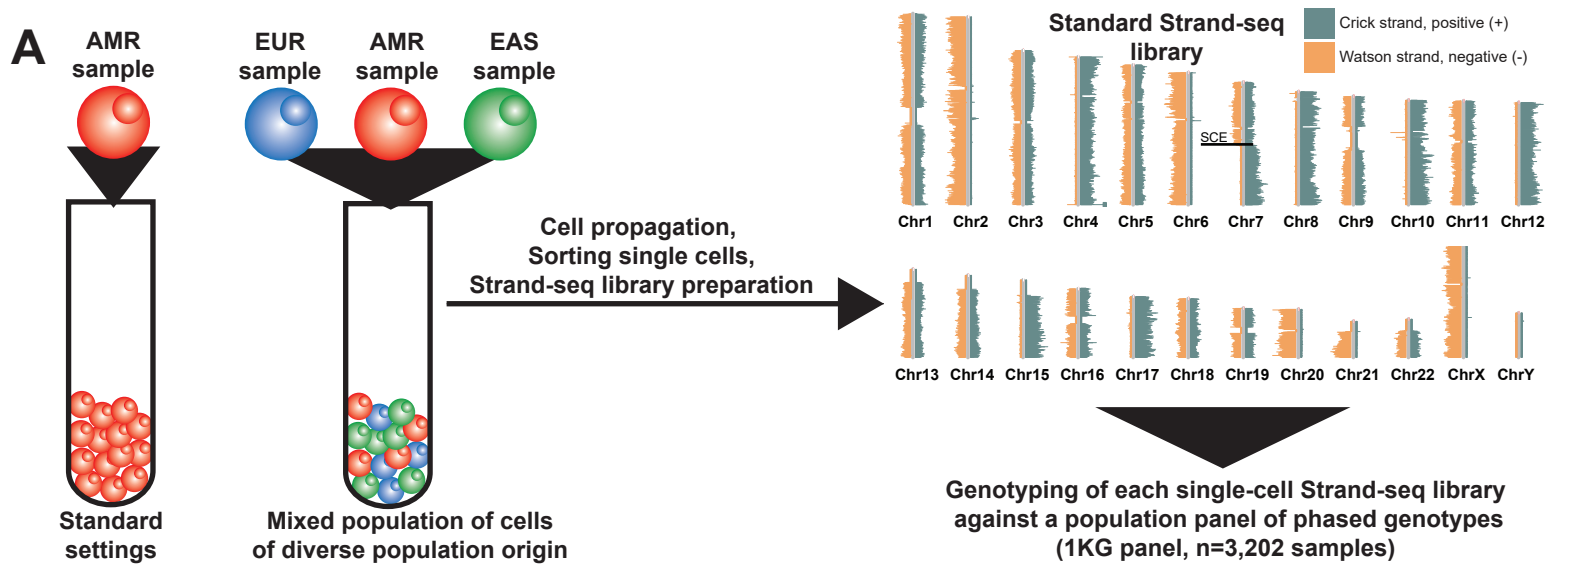 A
AMR
sample
EUR
sample
AMR
sample
EAS
sample
Standard
settings
Mixed population of cells
of diverse population origin
Cell propagation,
Sorting single cells,
Strand-seq library preparation
Standard Strand-seq
library
Crick strand, positive (+)
Watson strand, negative (-)
SCE
Chr1 Chr2 Chr3 Chr4 Chr5 Chr6 Chr7 Chr8 Chr9 Chr10 Chr11 Chr12
Chr13 Chr14 Chr15 Chr16 Chr17 Chr18 Chr19 Chr20 Chr21 Chr22 ChrX ChrY
Genotyping of each single-cell Strand-seq library
against a population panel of phased genotypes
(1KG panel, n=3,202 samples)